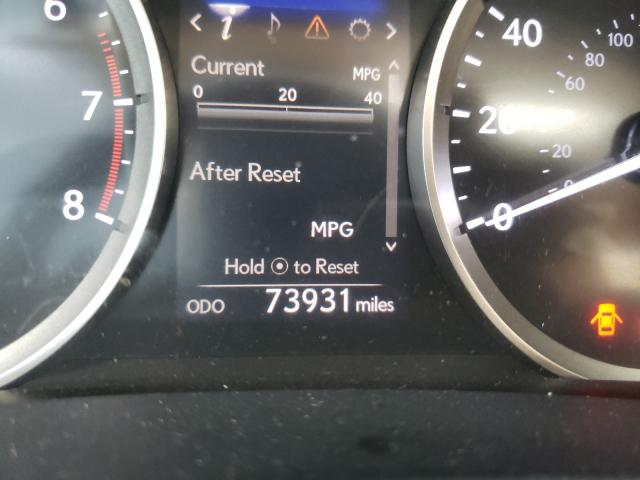 6
7
8
< i >
Current MPG
0 20 40
After Reset
MPG
Hold ⦿ to Reset
ODO 73931 miles
40
20
0
100
80
60
20
0